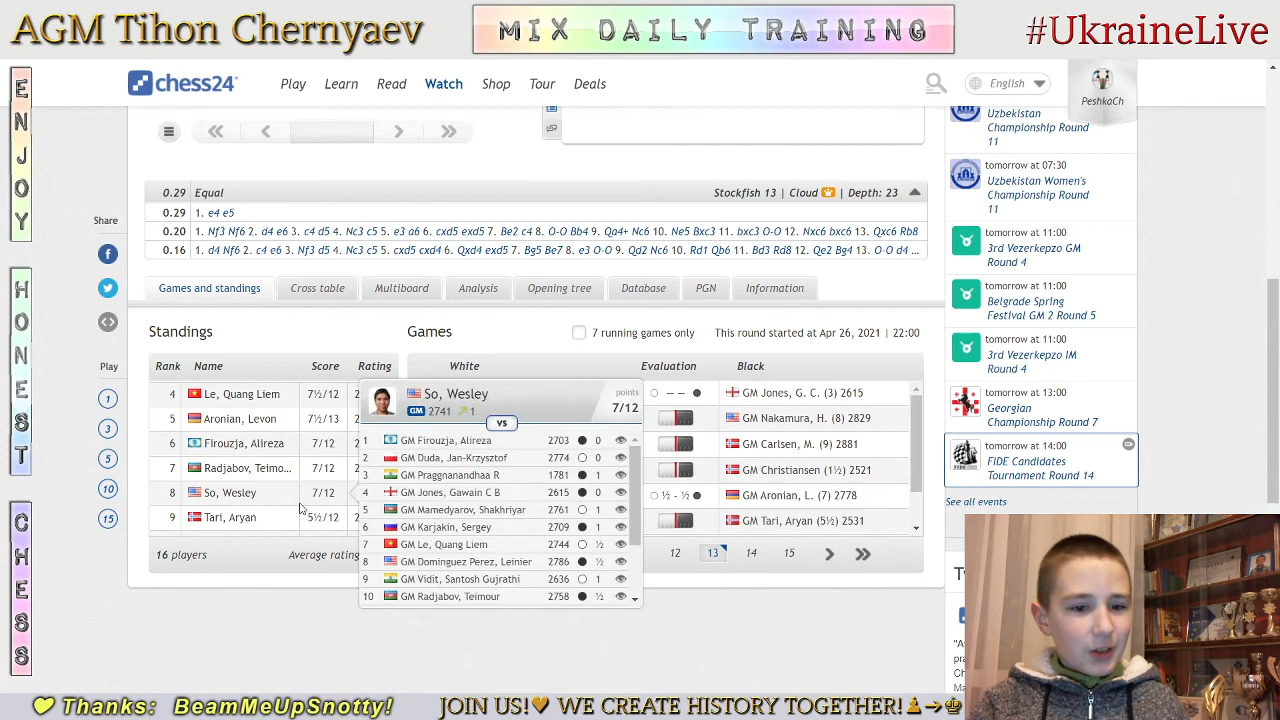 AGM Tihon Chernyaev
MIX DAILY TRAINING
#UkraineLive
ENJOY
HONEST
CHESS
chess24
Play Learn Read Watch Shop Tour Deals
English
PeshkaCh
0.29 Equal Stockfish 13 | Cloud | Depth: 23
0.29 1. e4 e5
0.20 1. Nf3 Nf6 2. d4 e6 3. c4 d5 4. Nc3 c5 5. e3 a6 6. cxd5 exd5 7. Be2 c4 8. O-O Bb4 9. Qa4+ Nc6 10. Ne5 Bxc3 11. bxc3 O-O 12. Nxc6 bxc6 13. Qxc6 Rb8
0.16 1. d4 Nf6 2. c4 e6 3. Nf3 d5 4. Nc3 c5 5. cxd5 cxd4 6. Qxd4 exd5 7. Bg5 Be7 8. e3 O-O 9. Qd2 Nc6 10. Rd1 Qb6 11. Bd3 Rd8 12. Qe2 Bg4 13. O-O d4 ...
Share
Play
1
3
5
10
15
Games and standings Cross table Multiboard Analysis Opening tree Database PGN Information
Standings
Games
7 running games only This round started at Apr 26, 2021 | 22:00
Rank Name Score Rating White Evaluation Black
4 Le, Quang Liem 7½/12 2
5 Aronian, Levon 7½/13 2
6 Firouzja, Alireza 7/12 2
7 Radjabov, Teimo... 7/12 2
8 So, Wesley 7/12 2
9 Tari, Aryan 5½/12 2
16 players Average rating
So, Wesley
GM 2741 1
points
7/12
VS
1 GM Firouzja, Alireza 2703 0
2 GM Duda, Jan-Krzysztof 2774 0
3 GM Praggnanandhaa R 1781 1
4 GM Jones, Gawain C B 2615 0
5 GM Mamedyarov, Shakhriyar 2761 1
6 GM Karjakin, Sergey 2709 1
7 GM Le, Quang Liem 2744 ½
8 GM Dominguez Perez, Leinier 2786 ½
9 GM Vidit, Santosh Gujrathi 2636 1
10 GM Radjabov, Teimour 2758 ½
– – GM Jones, G. C. (3) 2615
GM Nakamura, H. (8) 2829
GM Carlsen, M. (9) 2881
GM Christiansen (1½) 2521
½ - ½ GM Aronian, L. (7) 2778
GM Tari, Aryan (5½) 2531
12 13 14 15
Uzbekistan
Championship Round
11
tomorrow at 07:30
Uzbekistan Women's
Championship Round
11
tomorrow at 11:00
3rd Vezerkepzo GM
Round 4
tomorrow at 11:00
Belgrade Spring
Festival GM 2 Round 5
tomorrow at 11:00
3rd Vezerkepzo IM
Round 4
tomorrow at 13:00
Georgian
Championship Round 7
tomorrow at 14:00
FIDE Candidates
Tournament Round 14
FIDE
See all events
Thanks: BeamMeUpSnotty!
JOIN US! WE CREATE HISTORY TOGETHER!